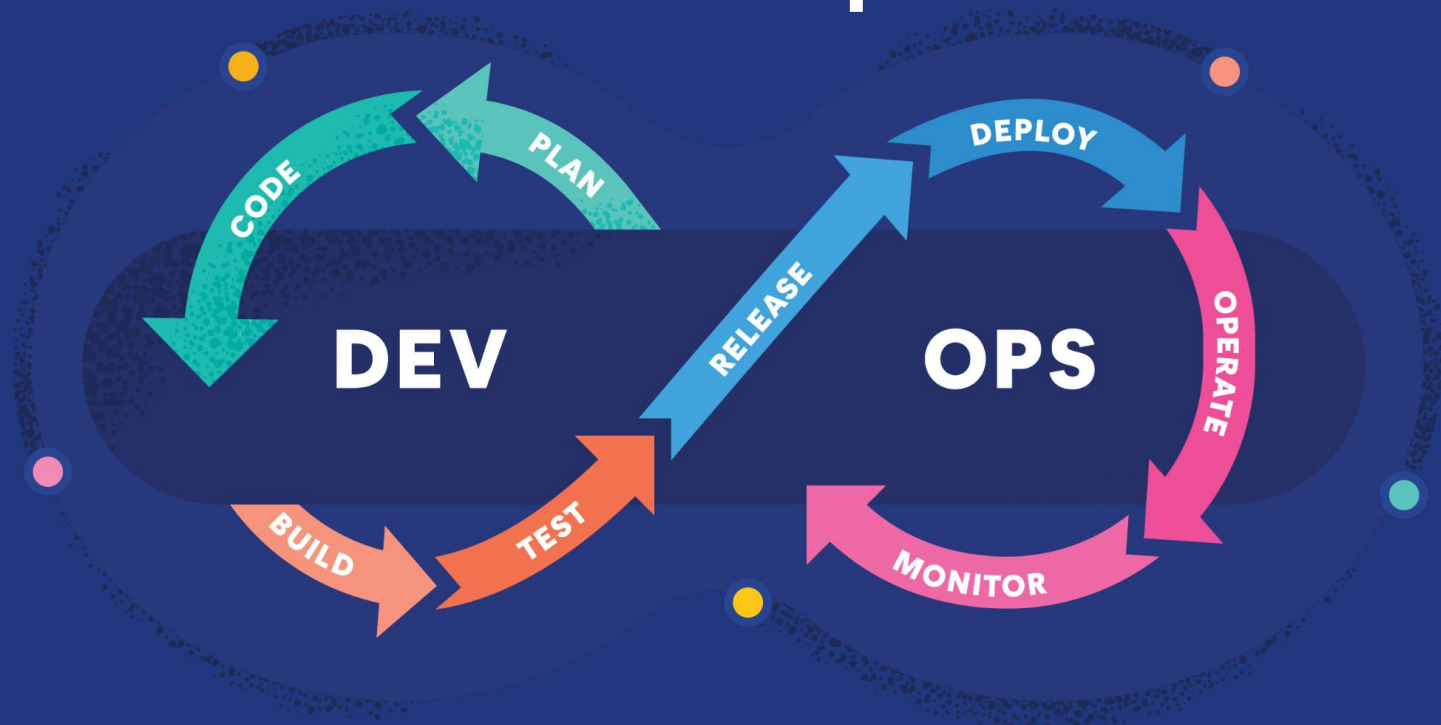 PLAN
CODE
BUILD
TEST
RELEASE
DEPLOY
OPERATE
MONITOR
DEV
OPS